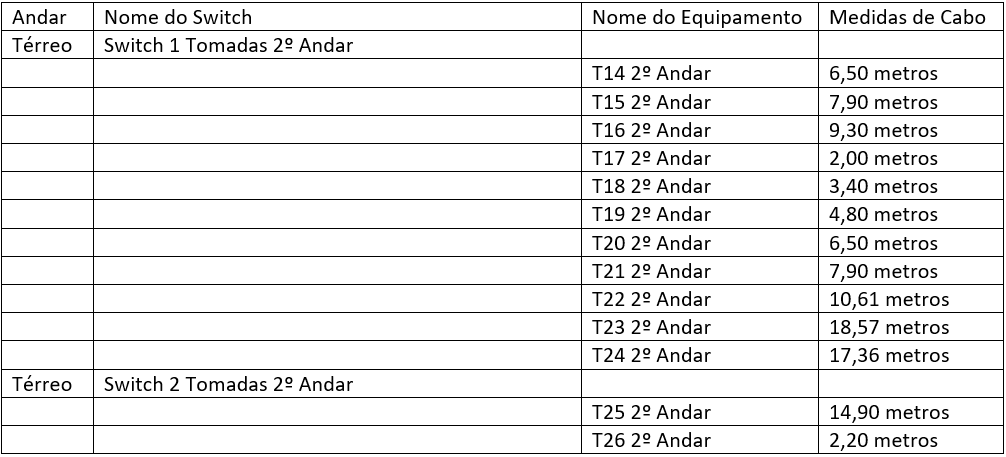 Andar Nome do Switch Nome do Equipamento Medidas de Cabo
Térreo Switch 1 Tomadas 2º Andar
T14 2º Andar 6,50 metros
T15 2º Andar 7,90 metros
T16 2º Andar 9,30 metros
T17 2º Andar 2,00 metros
T18 2º Andar 3,40 metros
T19 2º Andar 4,80 metros
T20 2º Andar 6,50 metros
T21 2º Andar 7,90 metros
T22 2º Andar 10,61 metros
T23 2º Andar 18,57 metros
T24 2º Andar 17,36 metros
Térreo Switch 2 Tomadas 2º Andar
T25 2º Andar 14,90 metros
T26 2º Andar 2,20 metros